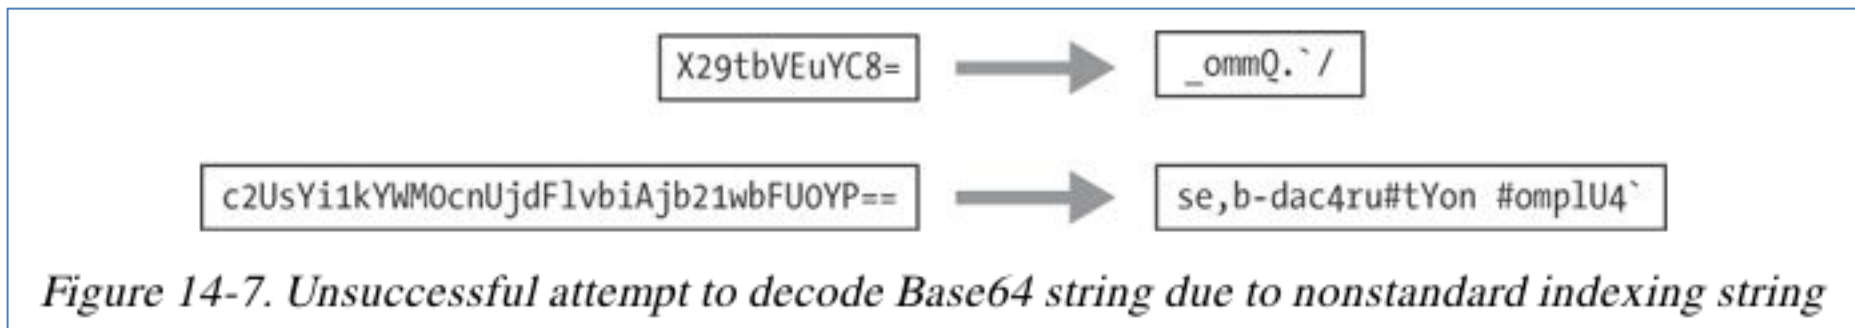 X29tbVEuYC8=
_ommQ.`/
c2UsYi1kYWM0cnUjdFlvbiAjb21wbFU0YP==
se,b-dac4ru#tYon #omplU4`
Figure 14-7. Unsuccessful attempt to decode Base64 string due to nonstandard indexing string